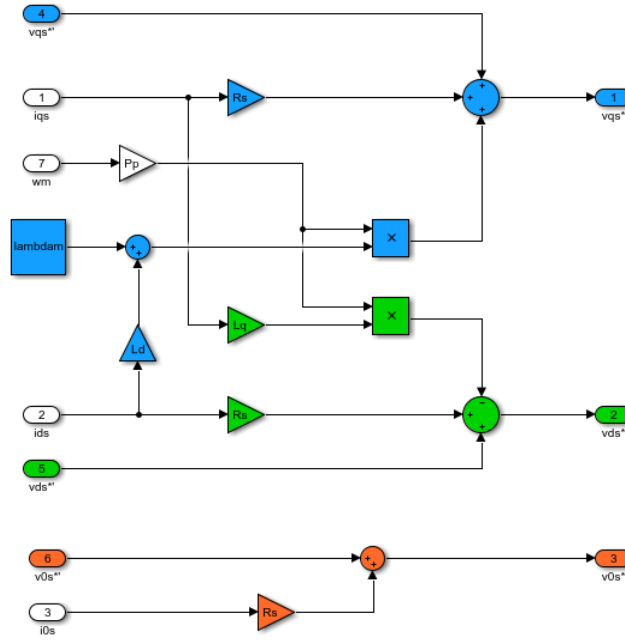 4
vqs*'
1
iqs
Rs
+
+
+
1
vqs*
7
wm
Pp
lambdam
+
+
×
×
Lq
Ld
2
ids
Rs
−
+
+
2
vds*
5
vds*'
6
v0s*'
+
+
3
v0s*
3
i0s
Rs